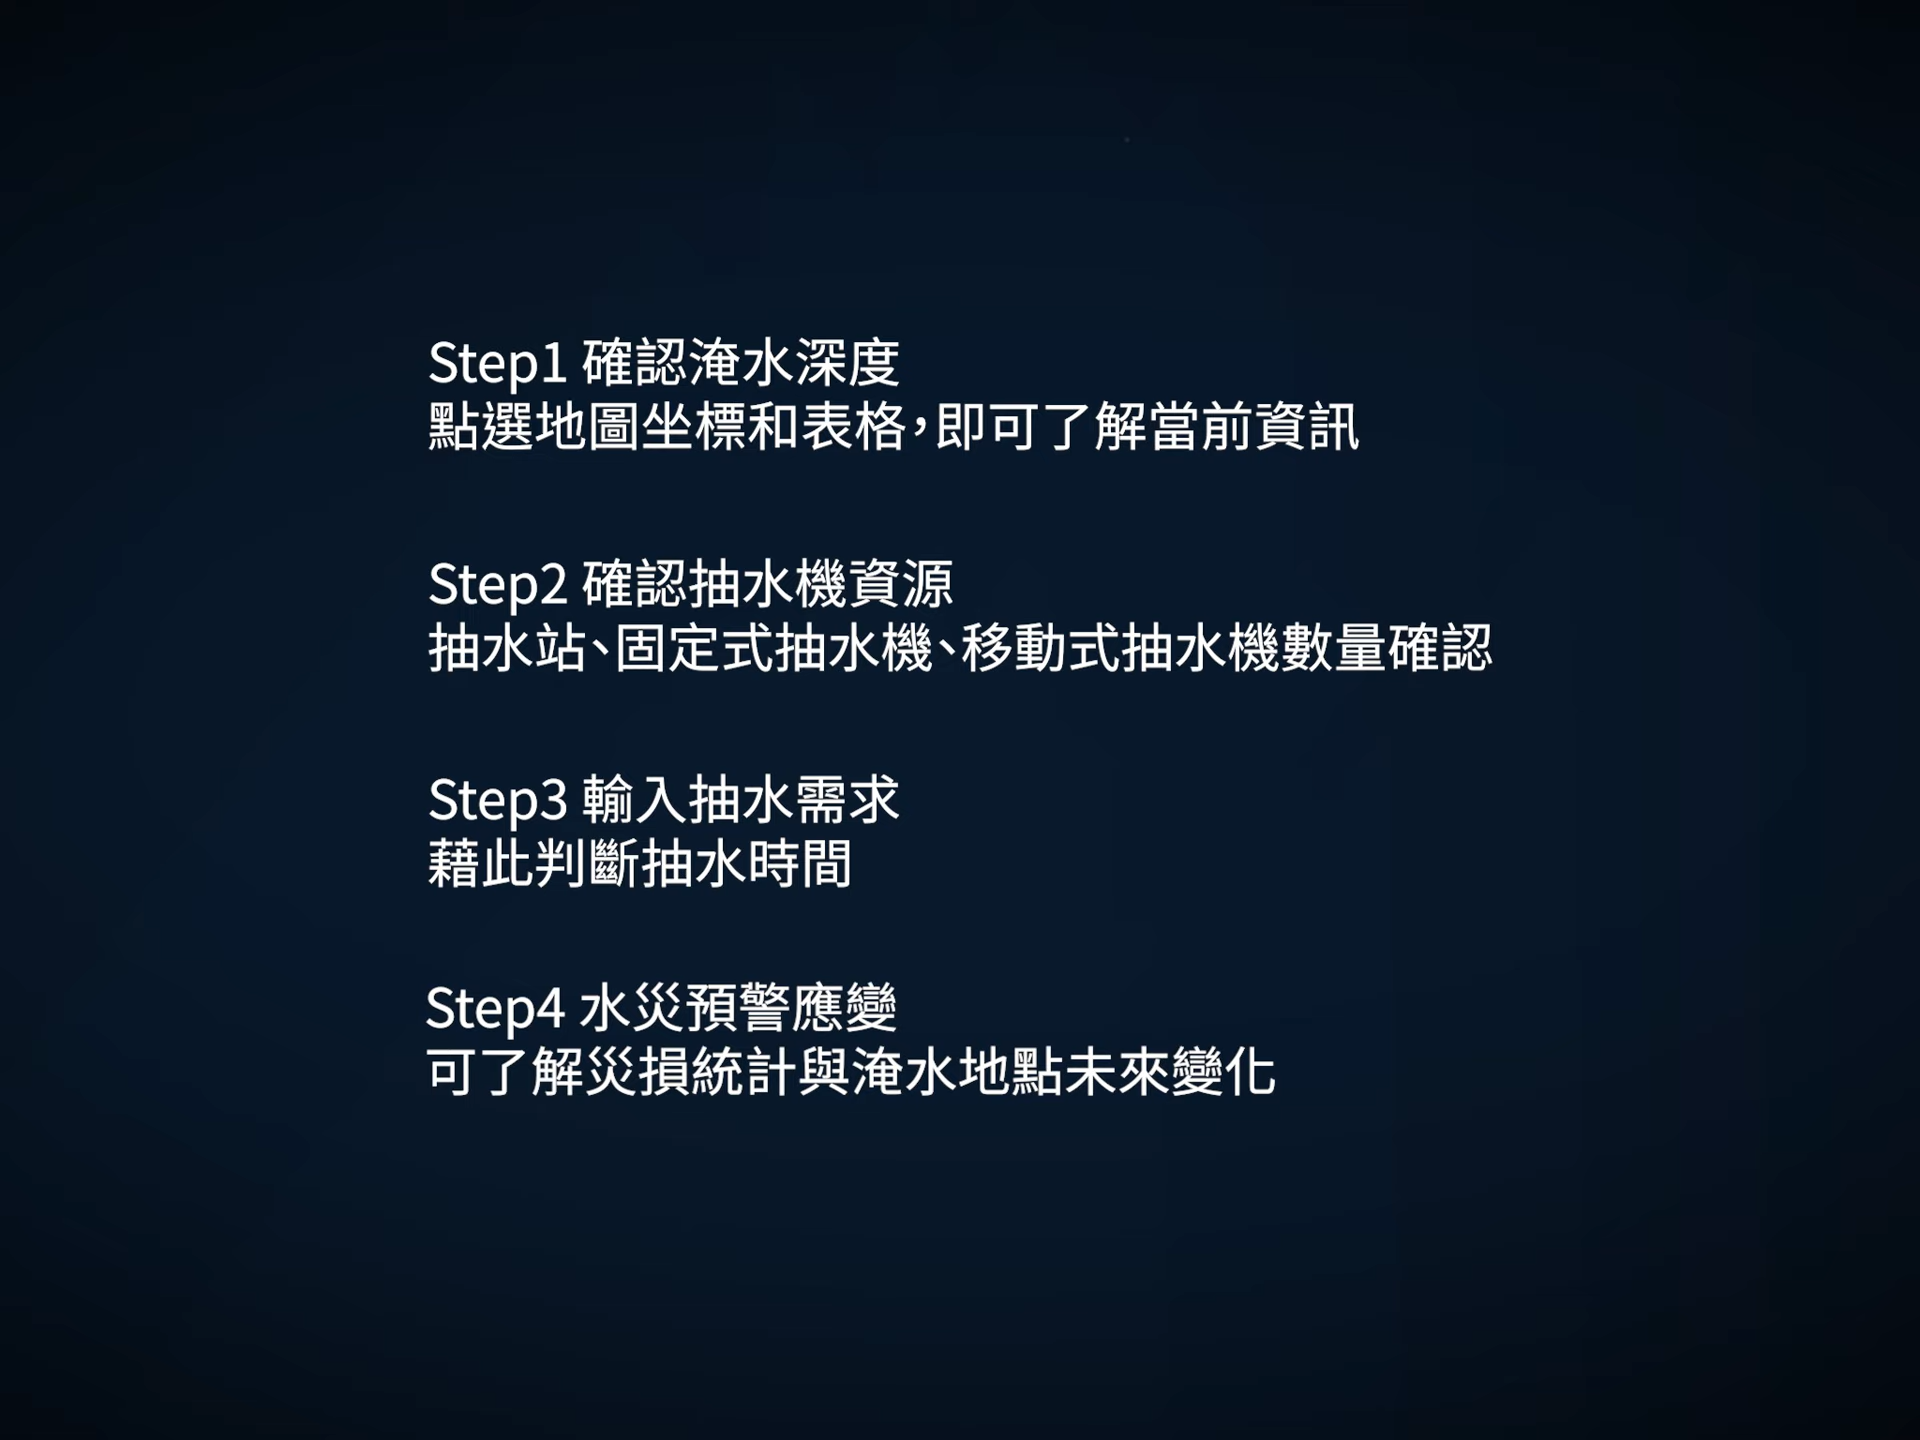 Step1 確認淹水深度
點選地圖坐標和表格，即可了解當前資訊
Step2 確認抽水機資源
抽水站、固定式抽水機、移動式抽水機數量確認
Step3 輸入抽水需求
藉此判斷抽水時間
Step4 水災預警應變
可了解災損統計與淹水地點未來變化